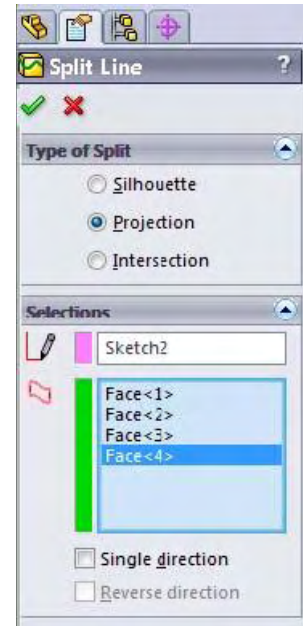 Split Line ?
Type of Split
Silhouette
Projection
Intersection
Selections
Sketch2
Face<1>
Face<2>
Face<3>
Face<4>
Single direction
Reverse direction